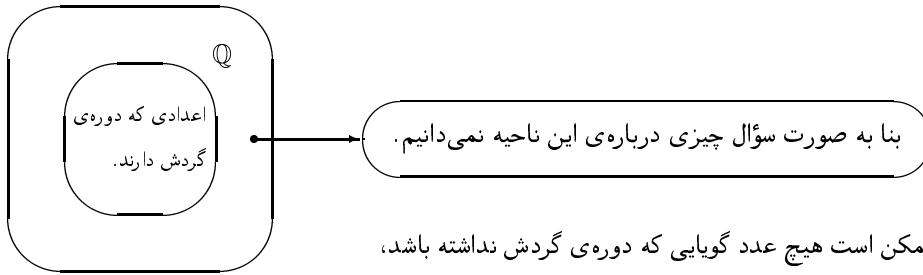 ℚ
اعدادی که دوره‌ی
گردش دارند.
بنا به صورت سؤال چیزی درباره‌ی این ناحیه نمی‌دانیم.
است هیچ عدد گویایی که دوره‌ی گردش نداشته باشد،